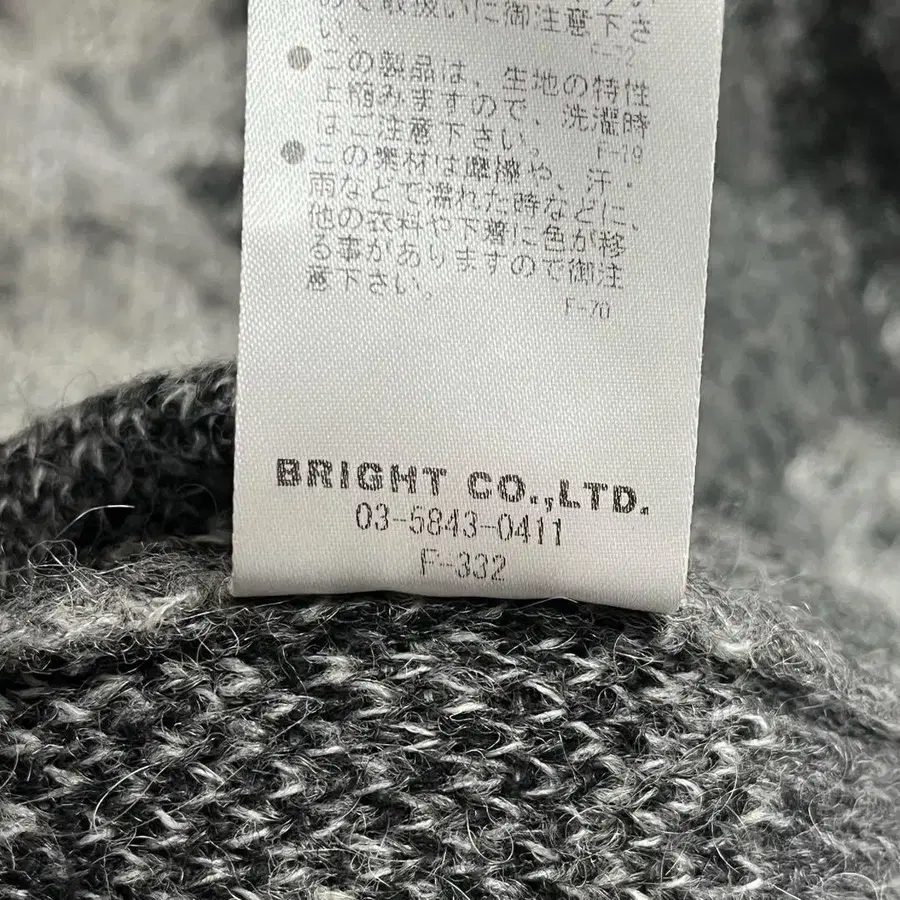 ので取扱いに御注意下さ
い。
F-72
●この製品は、生地の特性
上縮みますので、洗濯時
はご注意下さい。
F-19
●この素材は摩擦や、汗・
雨などで濡れた時などに、
他の衣料や下着に色が移
る事がありますので御注
意下さい。
F-70
BRIGHT CO.,LTD.
03-5843-0411
F-332